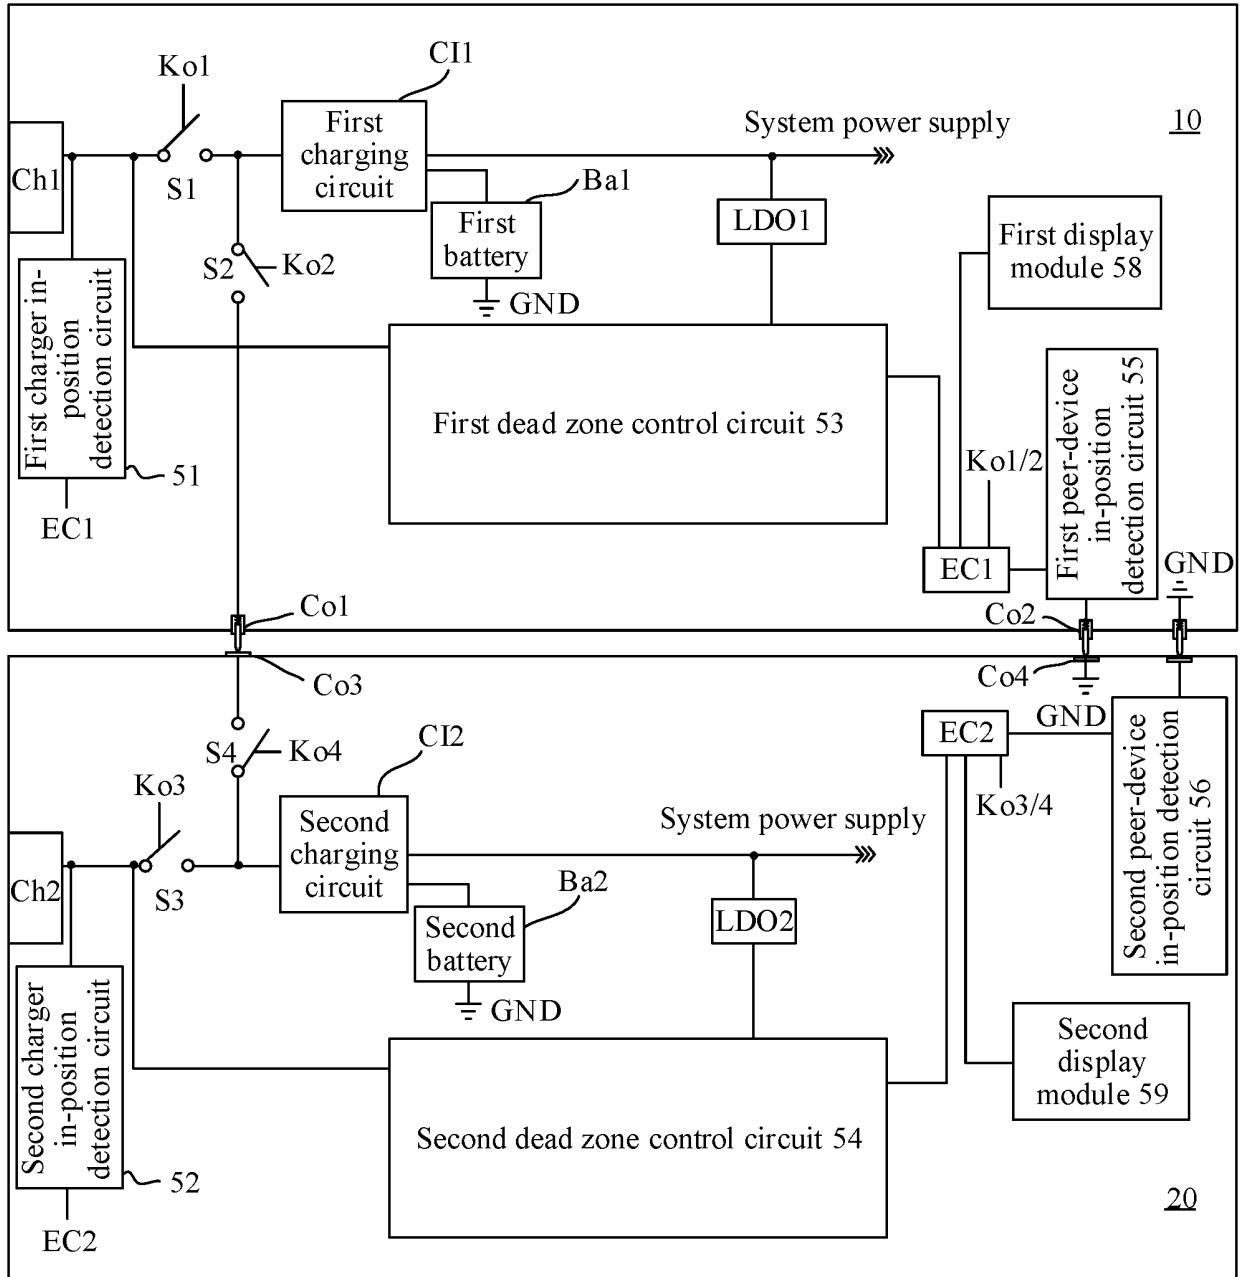 CI1
Ko1
System power supply
10
First
charging
circuit
Ch1
S1
Ba1
LDO1
First
battery
First display
module 58
S2
Ko2
GND
First charger in-
position
detection circuit
First dead zone control circuit 53
First peer-device
in-position
detection circuit 55
Ko1/2
51
EC1
EC1
GND
Co1
Co2
Co3
Co4
EC2
GND
S4
Ko4
CI2
Ko3
Ko3/4
Second peer-device
in-position detection
circuit 56
Second
charging
circuit
System power supply
Ch2
S3
Ba2
LDO2
Second
battery
GND
Second charger
in-position
detection circuit
Second
display
module 59
Second dead zone control circuit 54
52
20
EC2